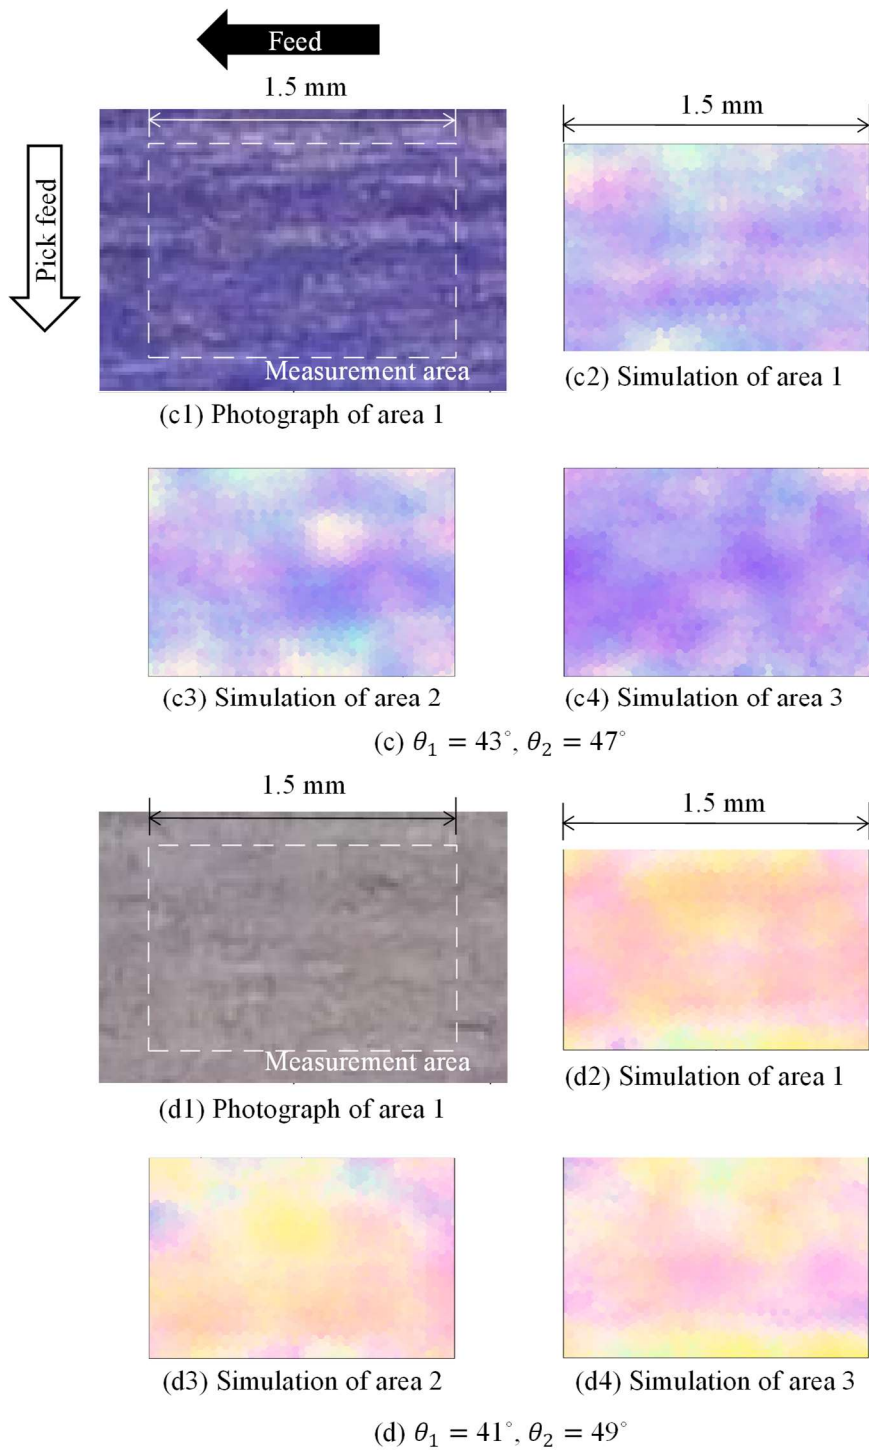 Feed
1.5 mm
1.5 mm
Pick feed
Measurement area
(c1) Photograph of area 1
(c2) Simulation of area 1
(c3) Simulation of area 2
(c4) Simulation of area 3
(c) θ₁ = 43°, θ₂ = 47°
1.5 mm
1.5 mm
Measurement area
(d1) Photograph of area 1
(d2) Simulation of area 1
(d3) Simulation of area 2
(d4) Simulation of area 3
(d) θ₁ = 41°, θ₂ = 49°